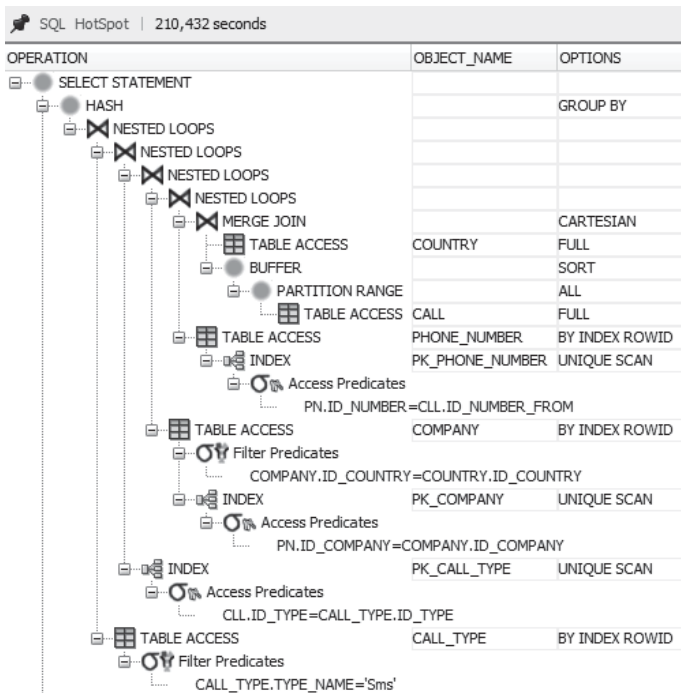 SQL HotSpot | 210,432 seconds
OPERATION OBJECT_NAME OPTIONS
SELECT STATEMENT
HASH GROUP BY
NESTED LOOPS
NESTED LOOPS
NESTED LOOPS
NESTED LOOPS
MERGE JOIN CARTESIAN
TABLE ACCESS COUNTRY FULL
BUFFER SORT
PARTITION RANGE ALL
TABLE ACCESS CALL FULL
TABLE ACCESS PHONE_NUMBER BY INDEX ROWID
INDEX PK_PHONE_NUMBER UNIQUE SCAN
Access Predicates
PN.ID_NUMBER=CLL.ID_NUMBER_FROM
TABLE ACCESS COMPANY BY INDEX ROWID
Filter Predicates
COMPANY.ID_COUNTRY=COUNTRY.ID_COUNTRY
INDEX PK_COMPANY UNIQUE SCAN
Access Predicates
PN.ID_COMPANY=COMPANY.ID_COMPANY
INDEX PK_CALL_TYPE UNIQUE SCAN
Access Predicates
CLL.ID_TYPE=CALL_TYPE.ID_TYPE
TABLE ACCESS CALL_TYPE BY INDEX ROWID
Filter Predicates
CALL_TYPE.TYPE_NAME='Sms'